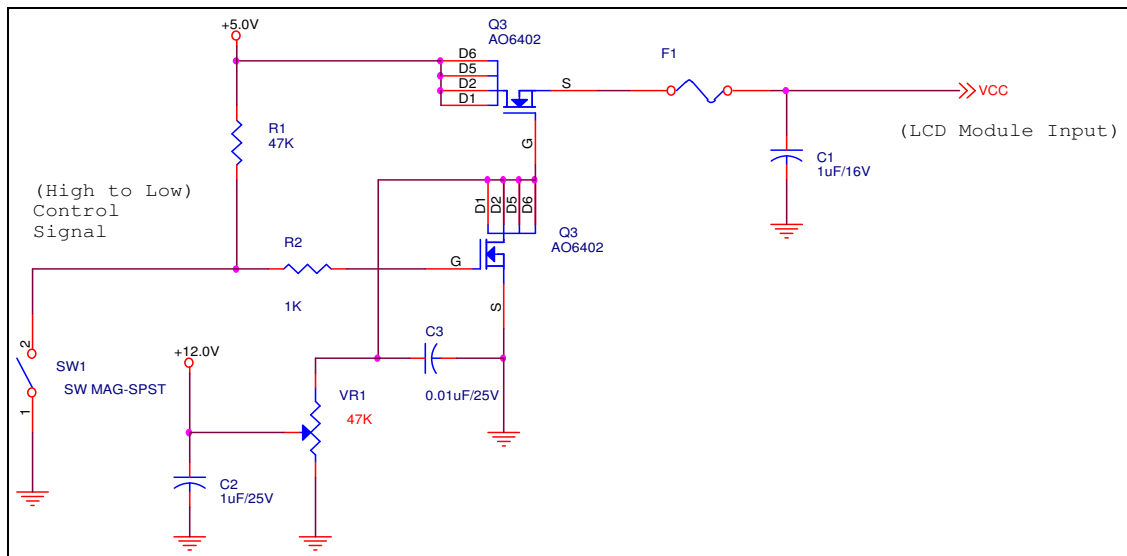 +5.0V
Q3
AO6402
D6
D5
D2
D1
S
G
F1
VCC
(LCD Module Input)
R1
47K
C1
1uF/16V
(High to Low)
Control
Signal
D1
D2
D5
D6
Q3
AO6402
R2
1K
G
S
2
SW1
SW MAG-SPST
1
+12.0V
C3
0.01uF/25V
VR1
47K
C2
1uF/25V